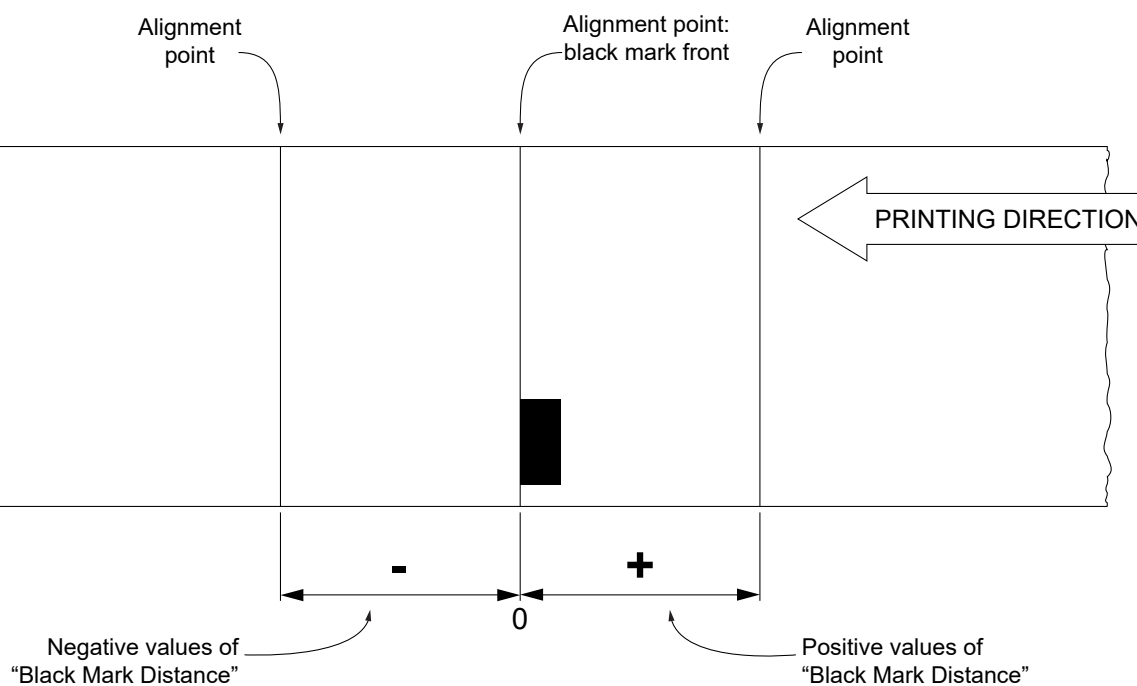 Alignment
point
Alignment point:
black mark front
Alignment
point
PRINTING DIRECTION
-
+
0
Negative values of
“Black Mark Distance”
Positive values of
“Black Mark Distance”